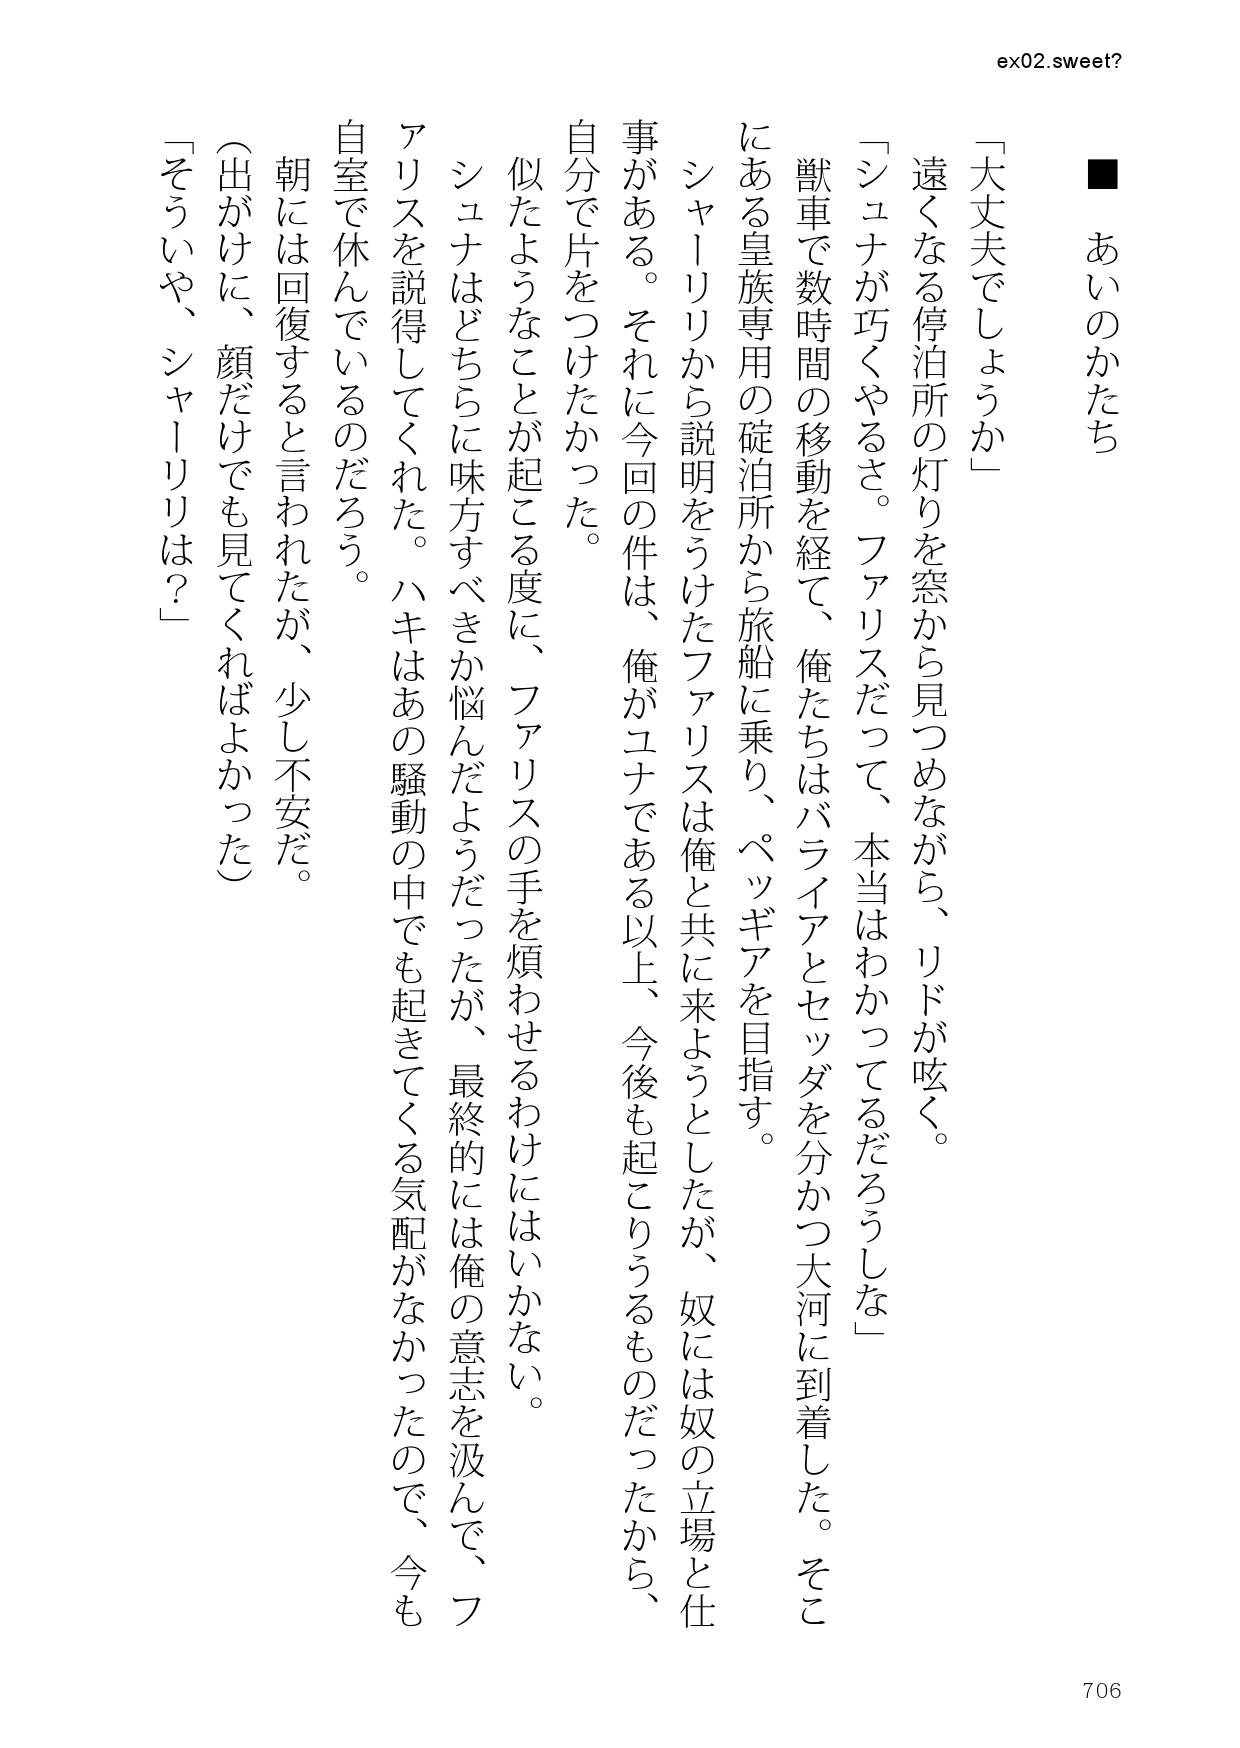 ex02.sweet?
■　あいのかたち
「大丈夫でしょうか」
　遠くなる停泊所の灯りを窓から見つめながら、リドが呟く。
「シュナが巧くやるさ。ファリスだって、本当はわかってるだろうしな」
　獣車で数時間の移動を経て、俺たちはバライアとセッダを分かつ大河に到着した。そこ
にある皇族専用の碇泊所から旅船に乗り、ペッギアを目指す。
　シャーリリから説明をうけたファリスは俺と共に来ようとしたが、奴には奴の立場と仕
事がある。それに今回の件は、俺がユナである以上、今後も起こりうるものだったから、
自分で片をつけたかった。
　似たようなことが起こる度に、ファリスの手を煩わせるわけにはいかない。
　シュナはどちらに味方すべきか悩んだようだったが、最終的には俺の意志を汲んで、フ
ァリスを説得してくれた。ハキはあの騒動の中でも起きてくる気配がなかったので、今も
自室で休んでいるのだろう。
　朝には回復すると言われたが、少し不安だ。
（出がけに、顔だけでも見てくればよかった）
「そういや、シャーリリは？」
706